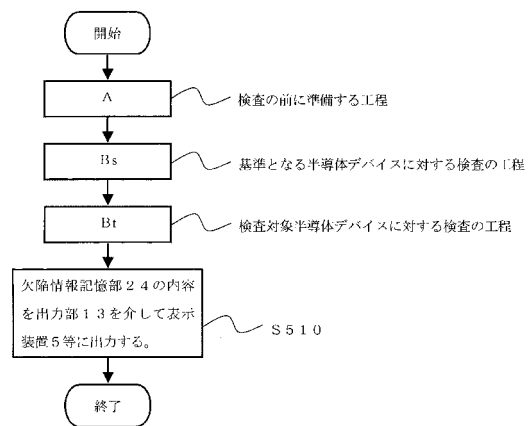 開始
A
検査の前に準備する工程
Bs
基準となる半導体デバイスに対する検査の工程
Bt
検査対象半導体デバイスに対する検査の工程
欠陥情報記憶部２４の内容
を出力部１３を介して表示
装置５等に出力する。
Ｓ５１０
終了